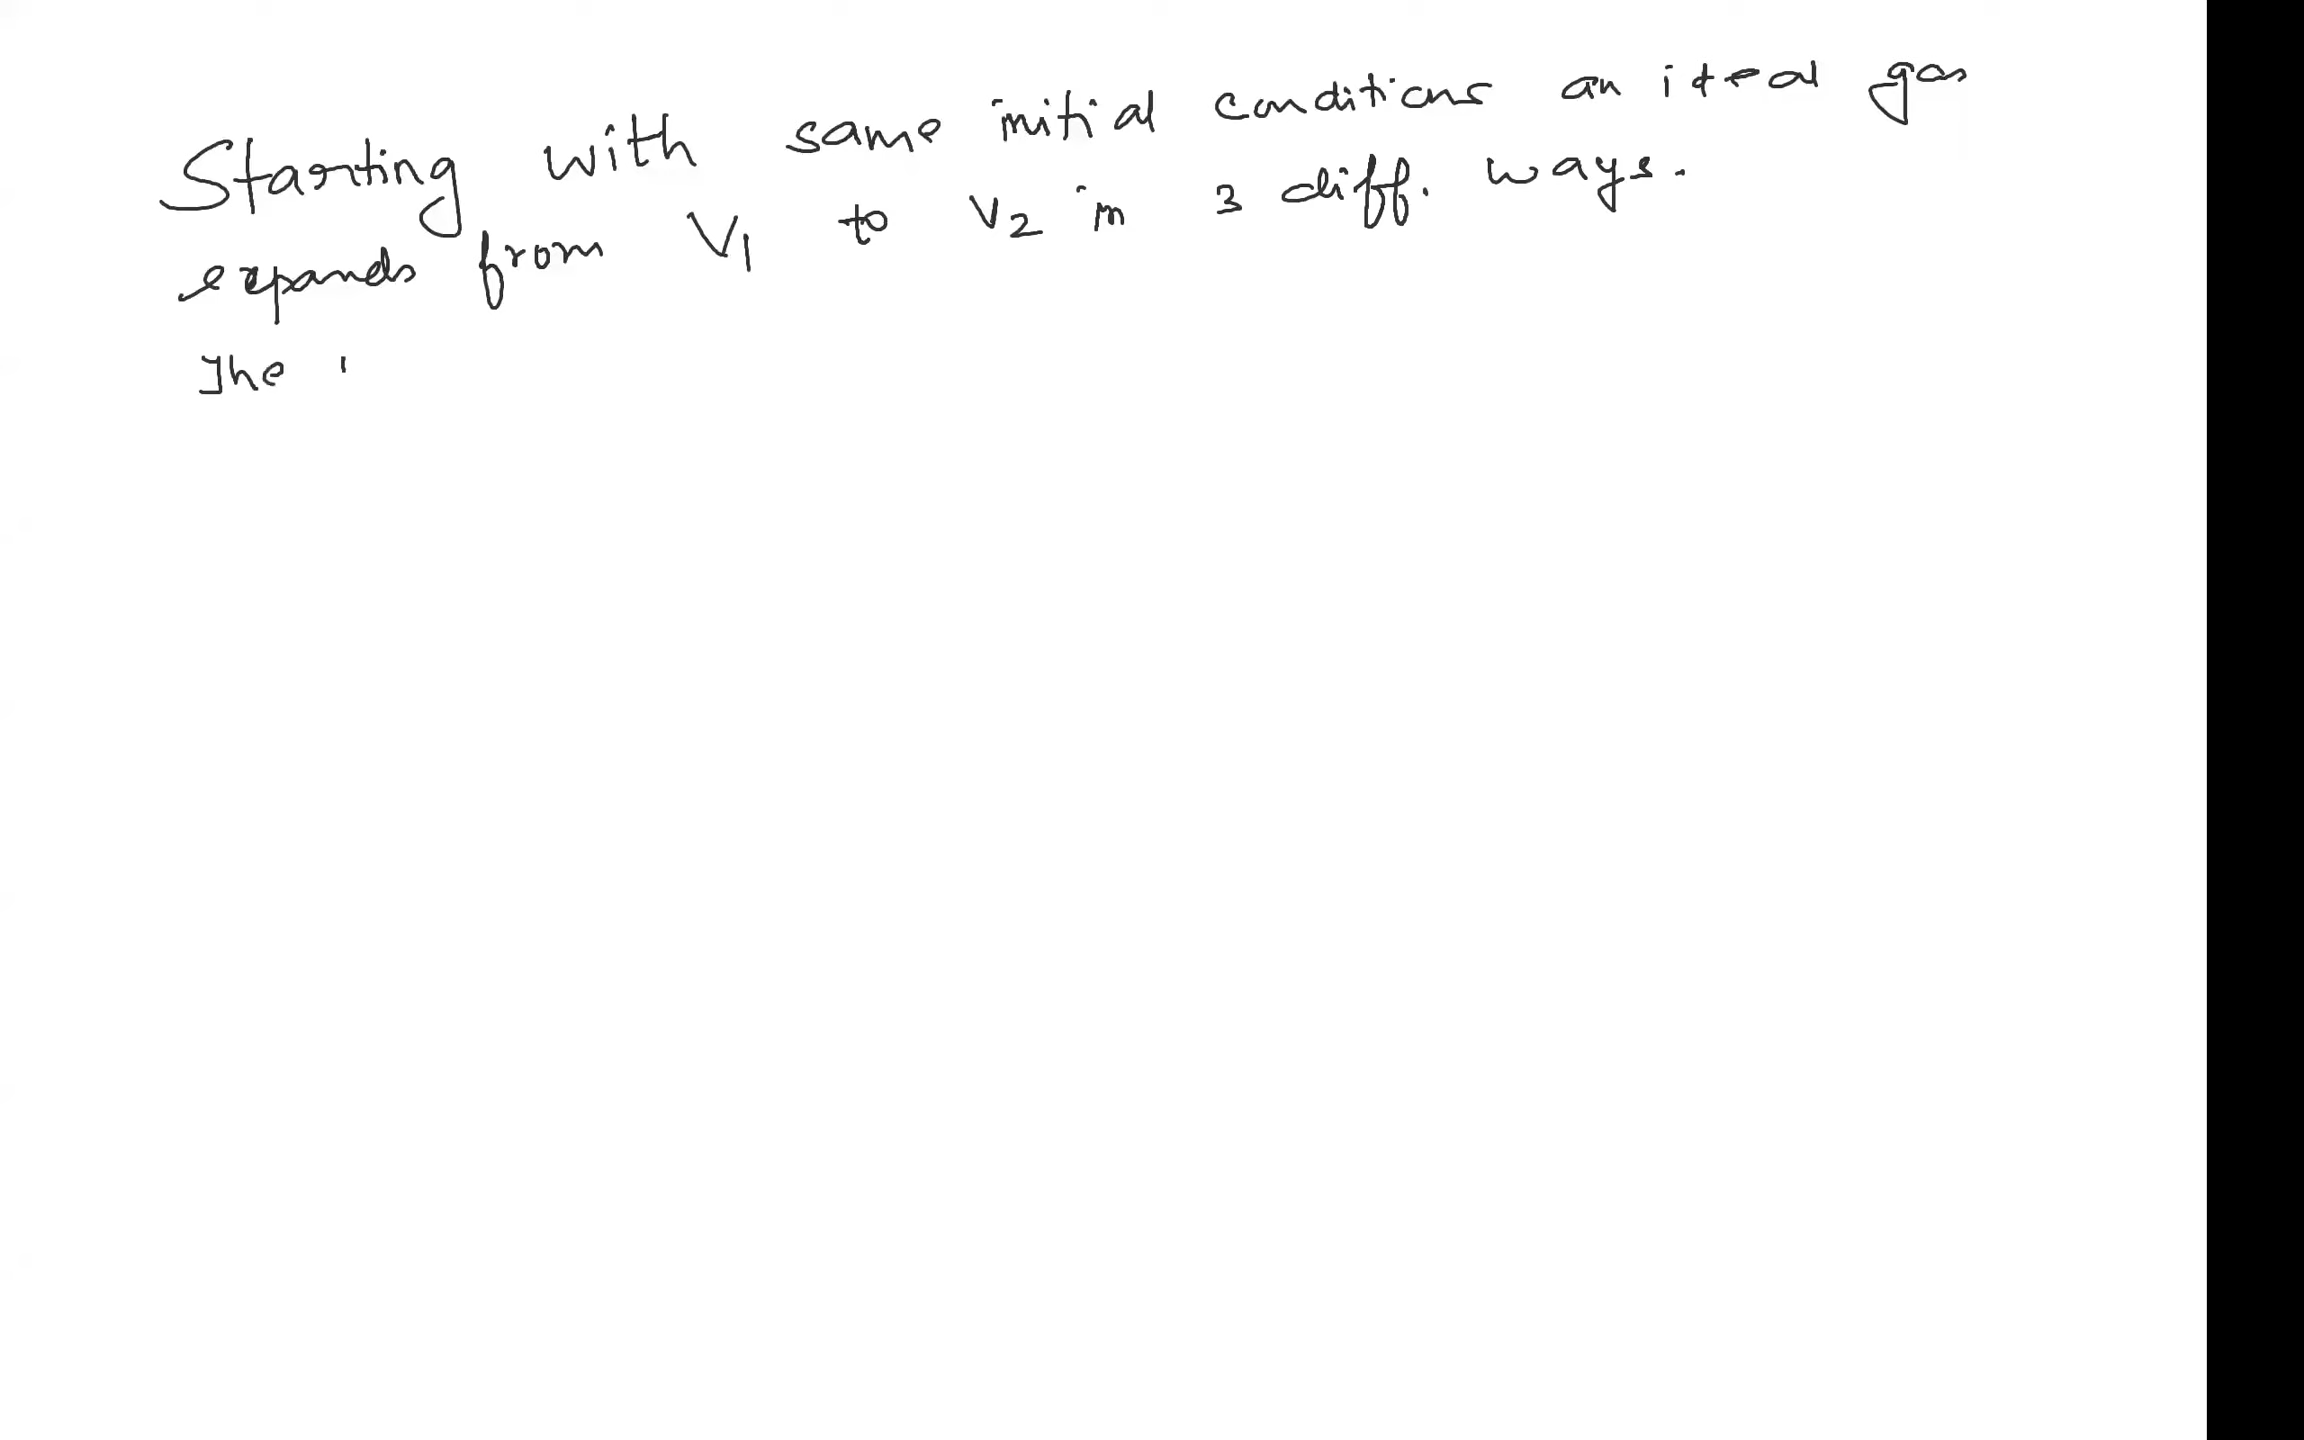 Starting with same initial conditions an ideal gas
expands from V1 to V2 in 3 diff. ways.
The